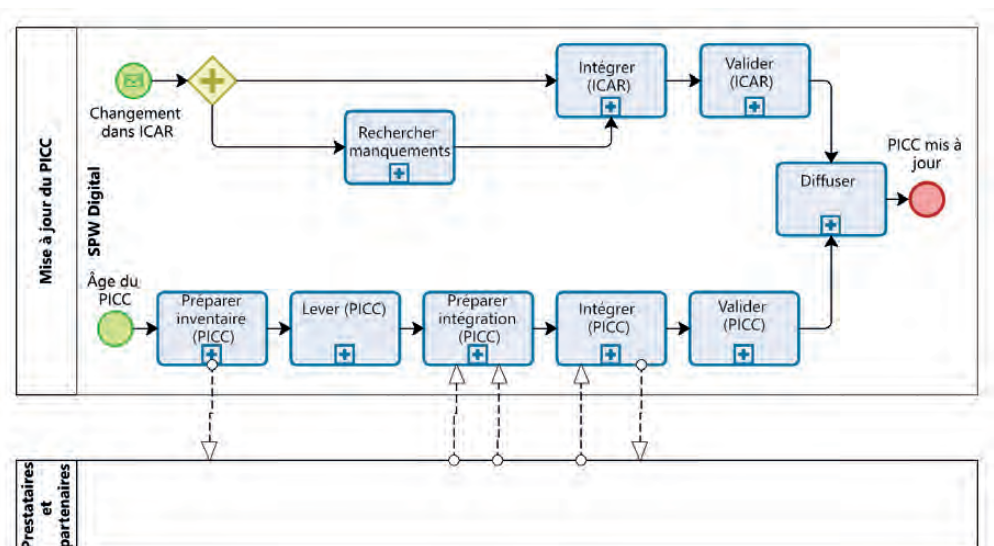 Mise à jour du PICC
SPW Digital
Changement
dans ICAR
Rechercher
manquements
Intégrer
(ICAR)
Valider
(ICAR)
Diffuser
PICC mis à
jour
Âge du
PICC
Préparer
inventaire
(PICC)
Lever (PICC)
Préparer
intégration
(PICC)
Intégrer
(PICC)
Valider
(PICC)
Prestataires
et
partenaires